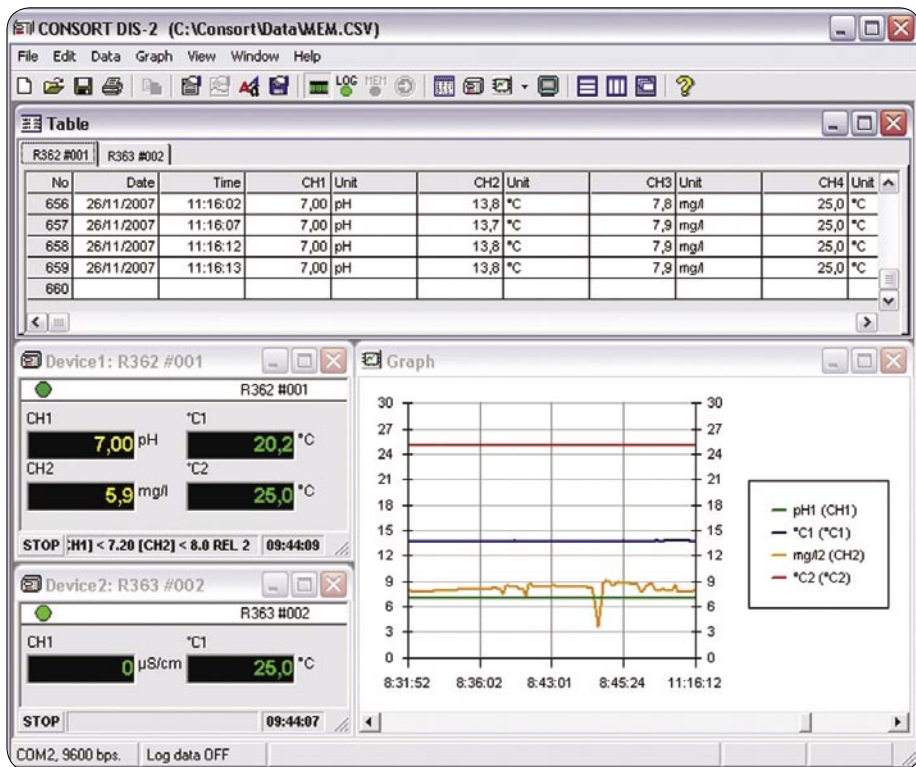 CONSORT DIS-2 (C:\Consort\Data\MEM.CSV)
File Edit Data Graph View Window Help
LOG MEM
Table
R362 #001 R363 #002
No Date Time CH1 Unit CH2 Unit CH3 Unit CH4 Unit
656 26/11/2007 11:16:02 7,00 pH 13,8 °C 7,8 mg/l 25,0 °C
657 26/11/2007 11:16:07 7,00 pH 13,7 °C 7,9 mg/l 25,0 °C
658 26/11/2007 11:16:12 7,00 pH 13,8 °C 7,9 mg/l 25,0 °C
659 26/11/2007 11:16:13 7,00 pH 13,8 °C 7,9 mg/l 25,0 °C
660
Device1: R362 #001
R362 #001
CH1 °C1
7,00 pH 20,2 °C
CH2 °C2
5,9 mg/l 25,0 °C
STOP :H1] < 7.20 [CH2] < 8.0 REL 2 09:44:09
Device2: R363 #002
R363 #002
CH1 °C1
0 µS/cm 25,0 °C
STOP 09:44:07
Graph
30 30
27 27
24 24
21 21
18 18
15 15
12 12
9 9
6 6
3 3
0 0
8:31:52 8:36:02 8:43:01 8:45:24 11:16:12
pH1 (CH1)
°C1 (°C1)
mg/l2 (CH2)
°C2 (°C2)
COM2, 9600 bps. Log data OFF